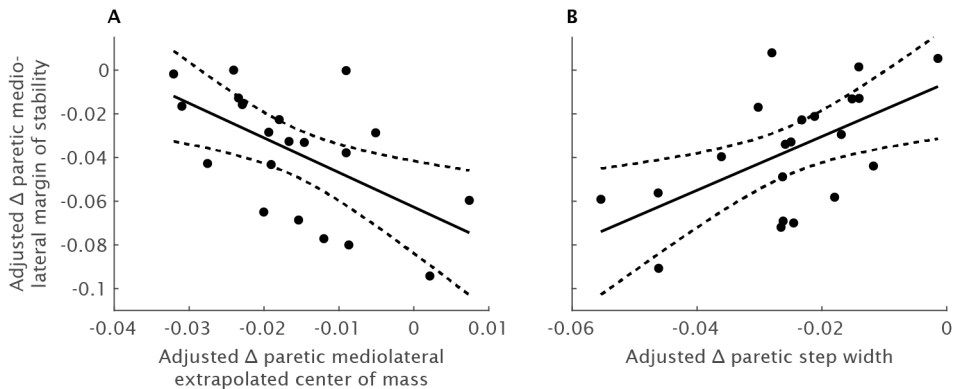 A
B
Adjusted Δ paretic medio-
lateral margin of stability
0
-0.02
-0.04
-0.06
-0.08
-0.1
-0.04 -0.03 -0.02 -0.01 0 0.01
Adjusted Δ paretic mediolateral
extrapolated center of mass
-0.06 -0.04 -0.02 0
Adjusted Δ paretic step width